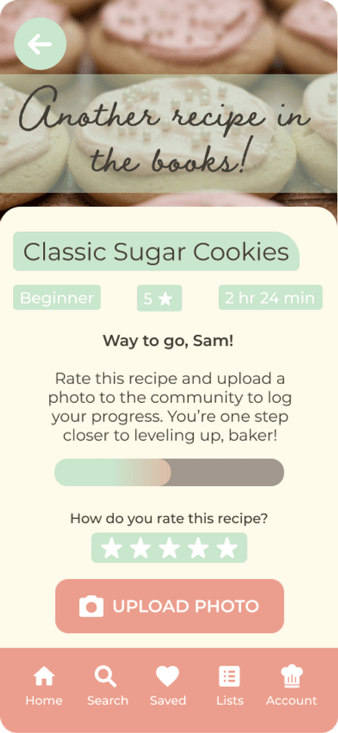 Another recipe in
the books!
Classic Sugar Cookies
Beginner
5 ★
2 hr 24 min
Way to go, Sam!
Rate this recipe and upload a
photo to the community to log
your progress. You’re one step
closer to leveling up, baker!
How do you rate this recipe?
UPLOAD PHOTO
Home
Search
Saved
Lists
Account